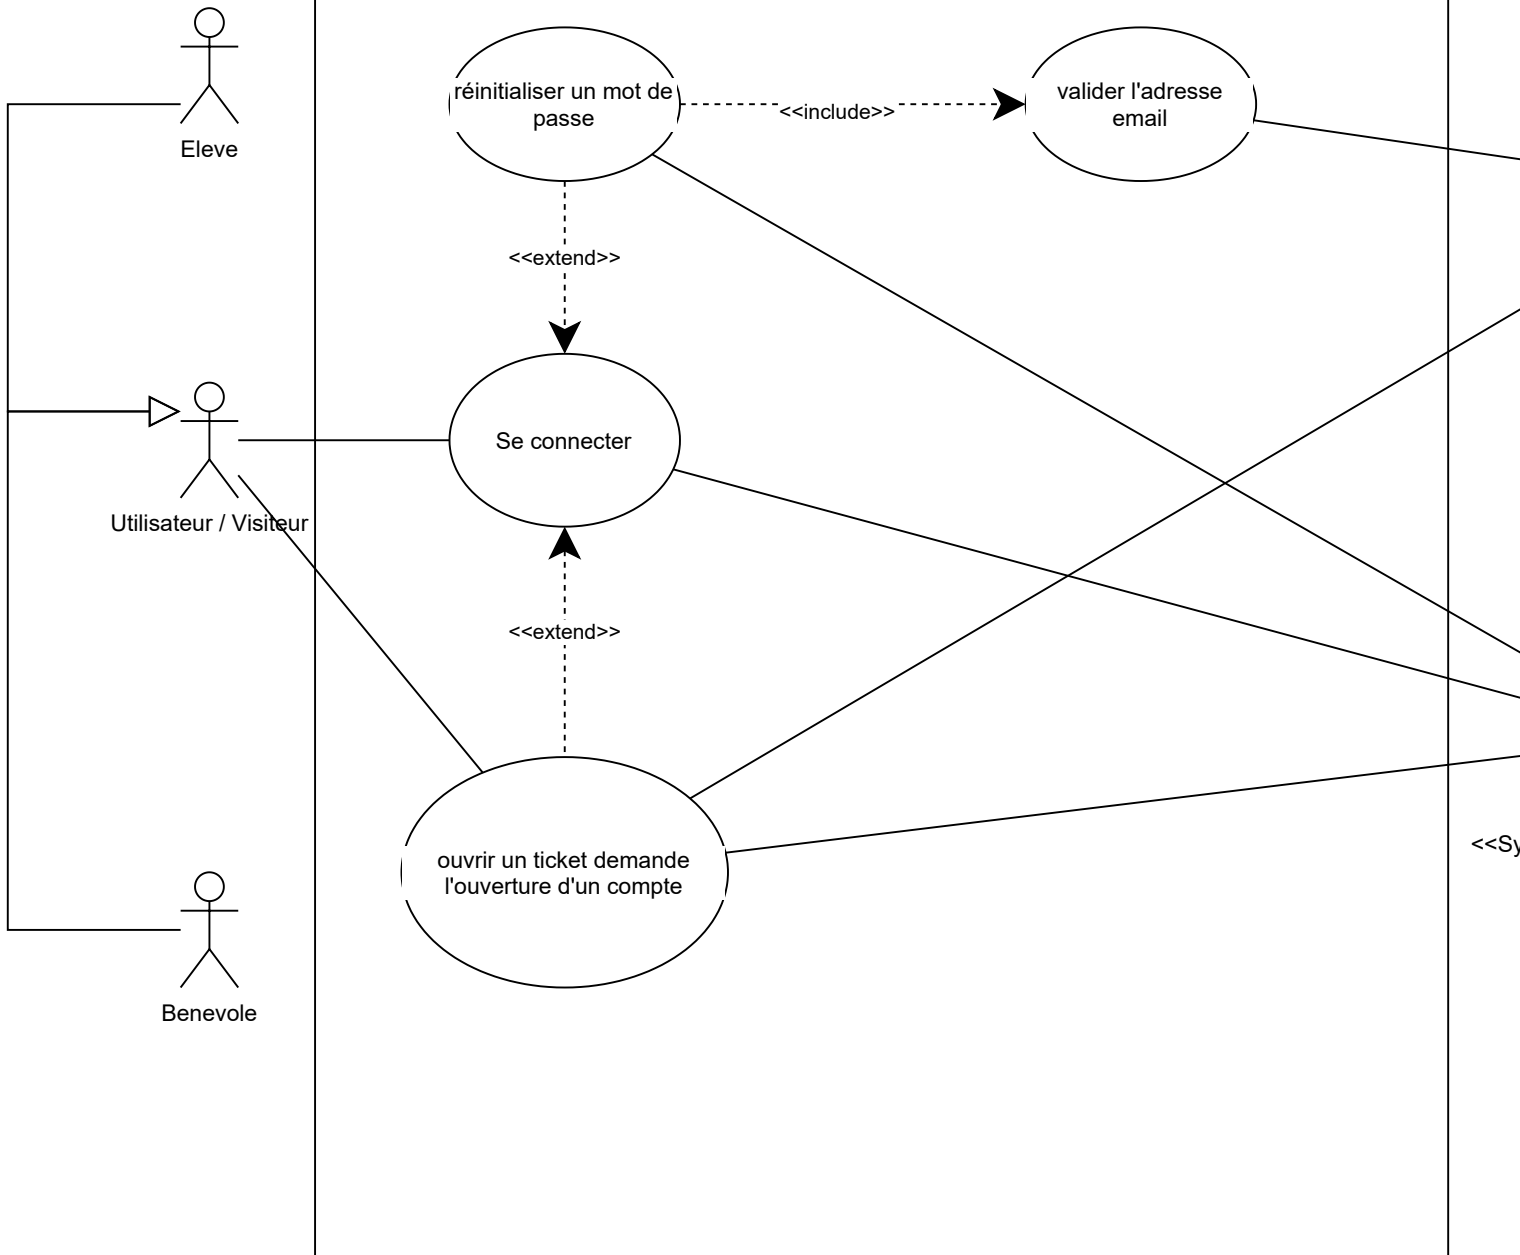 réinitialiser un mot de
passe
<<include>>
valider l'adresse
email
Eleve
<<extend>>
Se connecter
Utilisateur / Visiteur
<<extend>>
<<Sy
ouvrir un ticket demande
l'ouverture d'un compte
Benevole